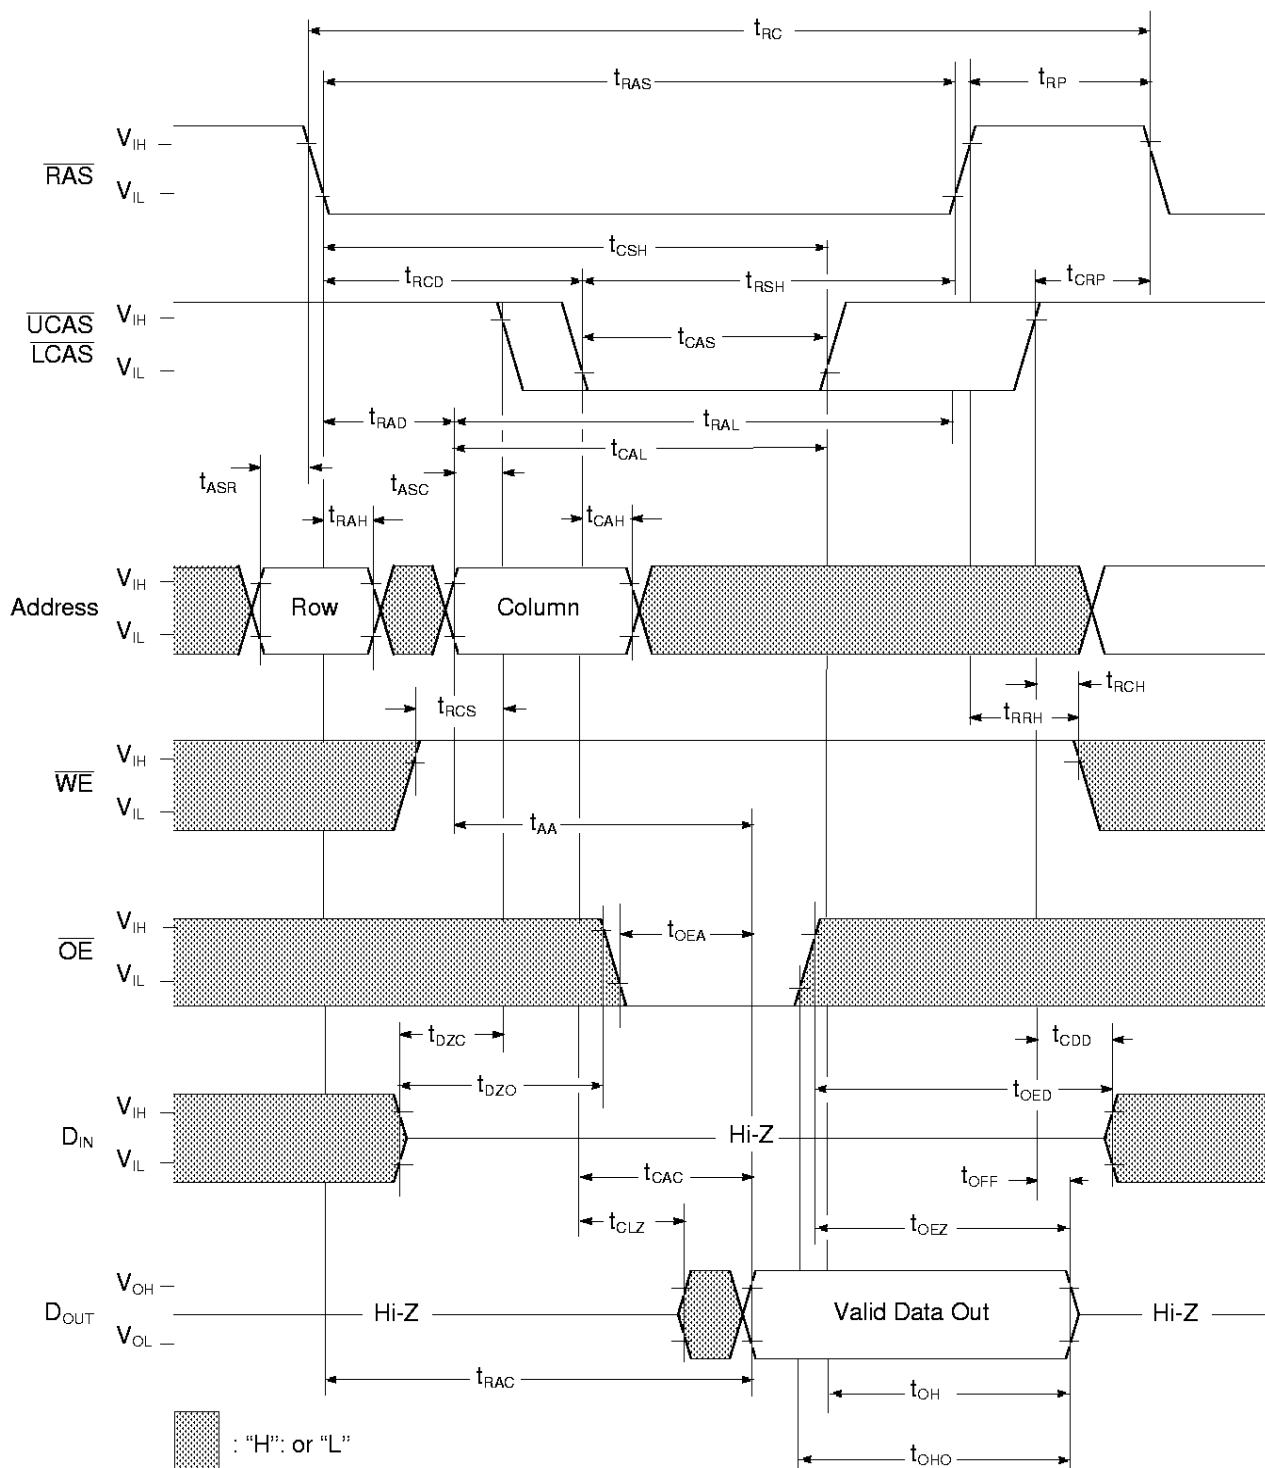 tRC
tRAS
tRP
VIH
RAS
VIL
tCSH
tRCD
tRSH
tCRP
UCAS
VIH
LCAS
tCAS
VIL
tRAD
tRAL
tCAL
tASR
tASC
tRAH
tCAH
VIH
Address
Row
Column
VIL
tRCH
tRCS
tRRH
VIH
WE
VIL
tAA
VIH
OE
tOEA
VIL
tDZC
tCDD
tDZO
tOED
VIH
DIN
Hi-Z
VIL
tCAC
tOFF
tCLZ
tOEZ
VOH
DOUT
Hi-Z
Valid Data Out
Hi-Z
VOL
tRAC
tOH
: “H”: or “L”
tOHO